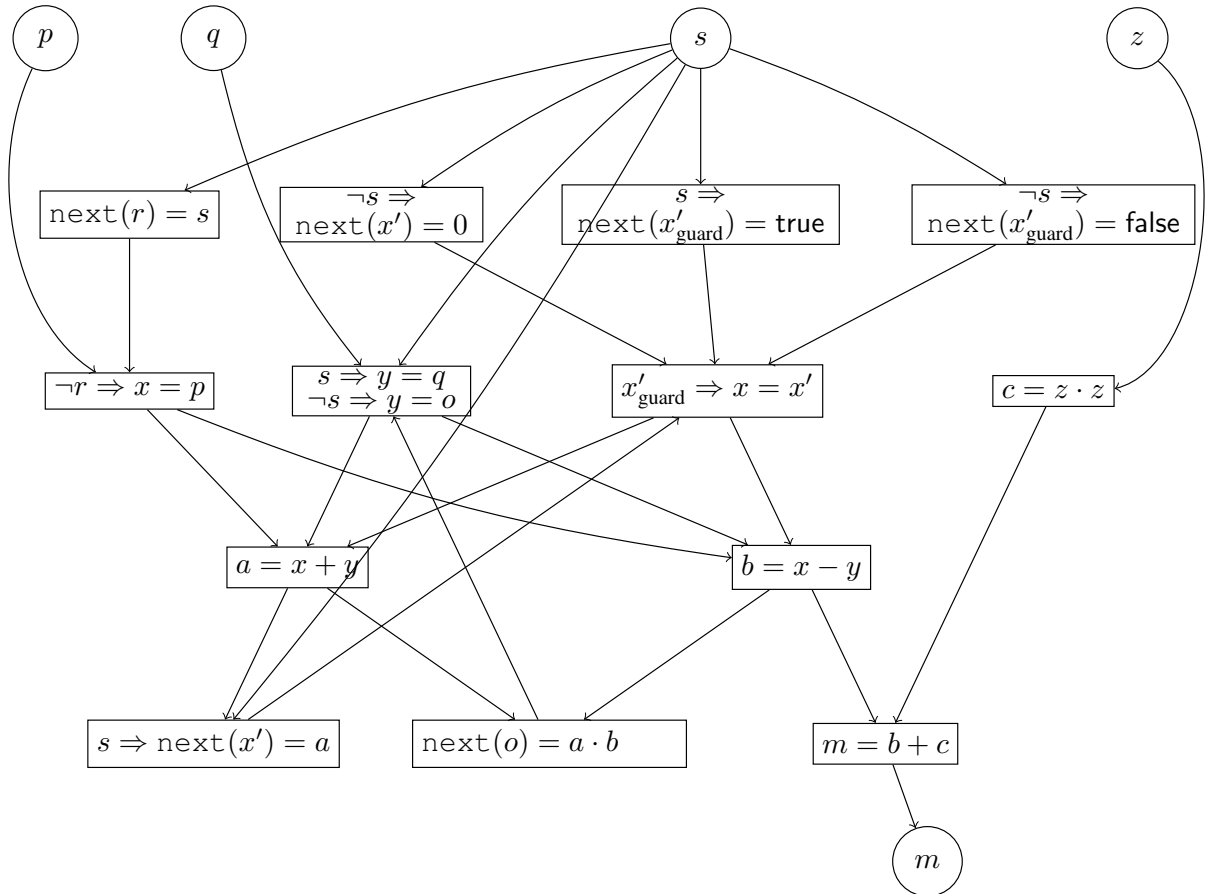 p
q
s
z
next(r) = s
¬s ⇒
next(x′) = 0
s ⇒
next(x′guard) = true
¬s ⇒
next(x′guard) = false
¬r ⇒ x = p
s ⇒ y = q
¬s ⇒ y = o
x′guard ⇒ x = x′
c = z · z
a = x + y
b = x − y
s ⇒ next(x′) = a
next(o) = a · b
m = b + c
m